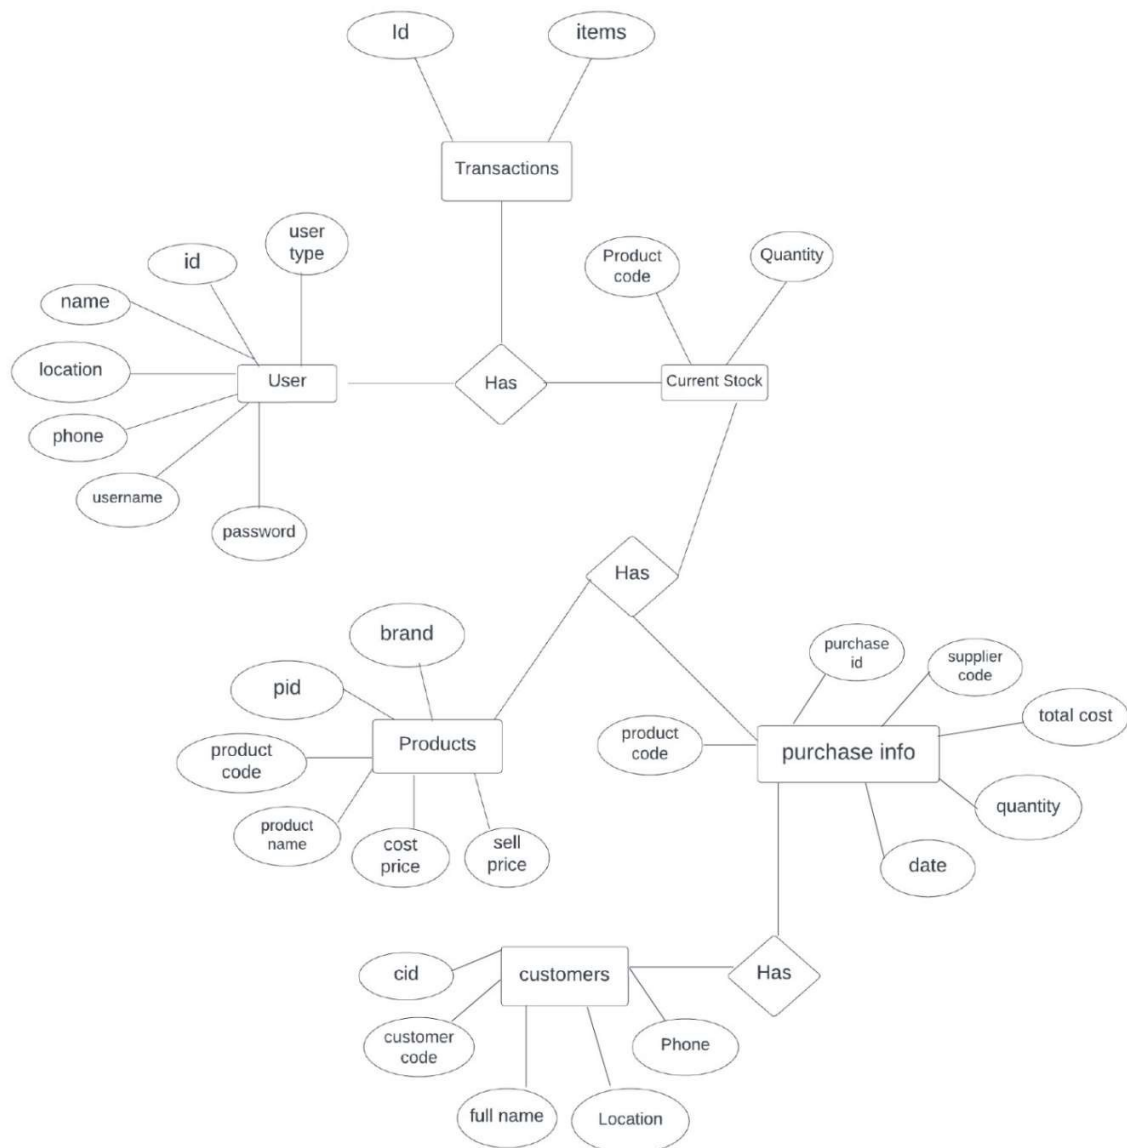 Id
items
Transactions
user
type
id
name
location
phone
username
password
User
Has
Product
code
Quantity
Current Stock
Has
brand
pid
product
code
product
name
cost
price
sell
price
Products
purchase
id
supplier
code
total cost
product
code
purchase info
quantity
date
Has
customers
cid
customer
code
full name
Location
Phone